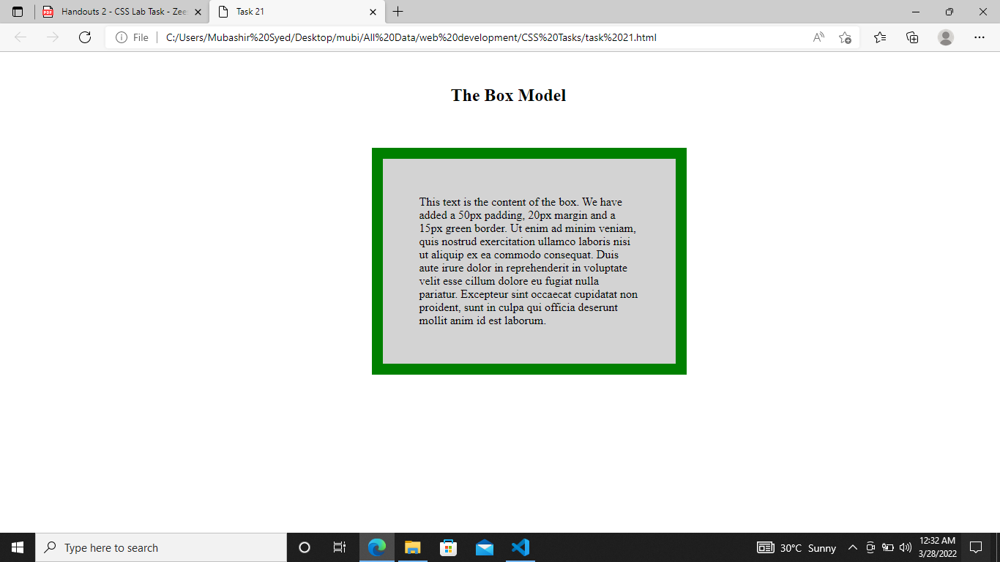 Handouts 2 - CSS Lab Task - Zee
Task 21
File
C:/Users/Mubashir%20Syed/Desktop/mubi/All%20Data/web%20development/CSS%20Tasks/task%2021.html
The Box Model
This text is the content of the box. We have
added a 50px padding, 20px margin and a
15px green border. Ut enim ad minim veniam,
quis nostrud exercitation ullamco laboris nisi
ut aliquip ex ea commodo consequat. Duis
aute irure dolor in reprehenderit in voluptate
velit esse cillum dolore eu fugiat nulla
pariatur. Excepteur sint occaecat cupidatat non
proident, sunt in culpa qui officia deserunt
mollit anim id est laborum.
Type here to search
30°C Sunny
12:32 AM
3/28/2022